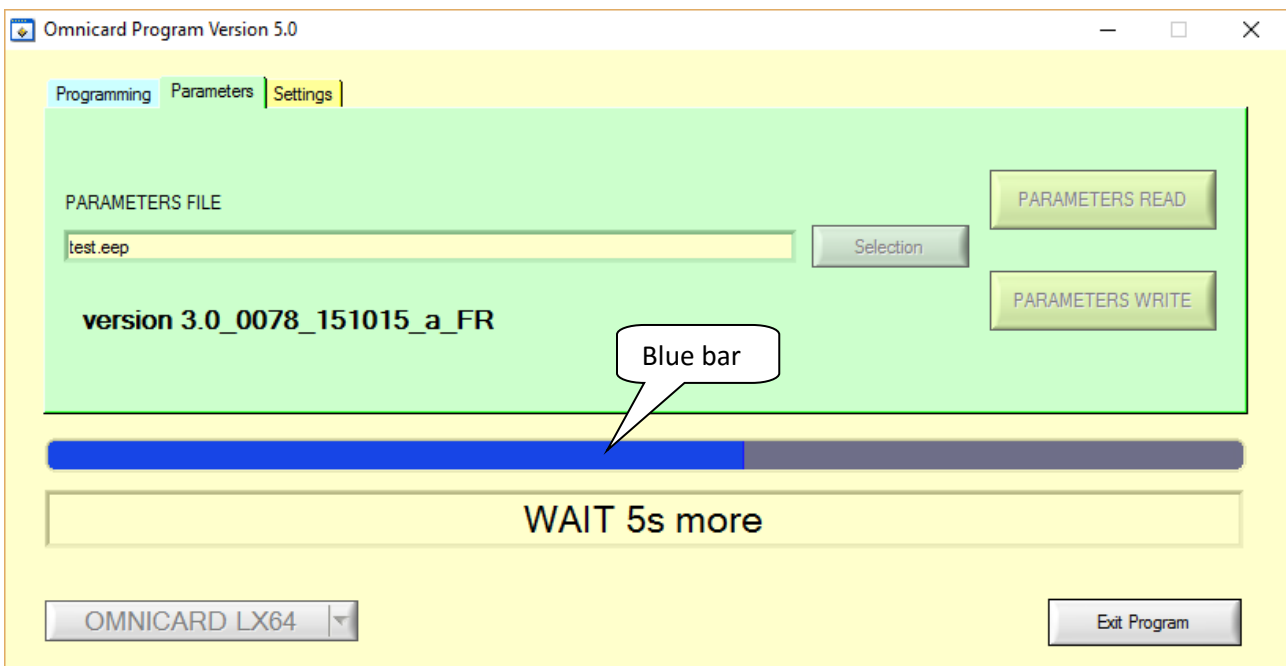 Omnicard Program Version 5.0
Programming Parameters Settings
PARAMETERS FILE
PARAMETERS READ
test.eep
Selection
PARAMETERS WRITE
version 3.0_0078_151015_a_FR
Blue bar
WAIT 5s more
OMNICARD LX64
Exit Program